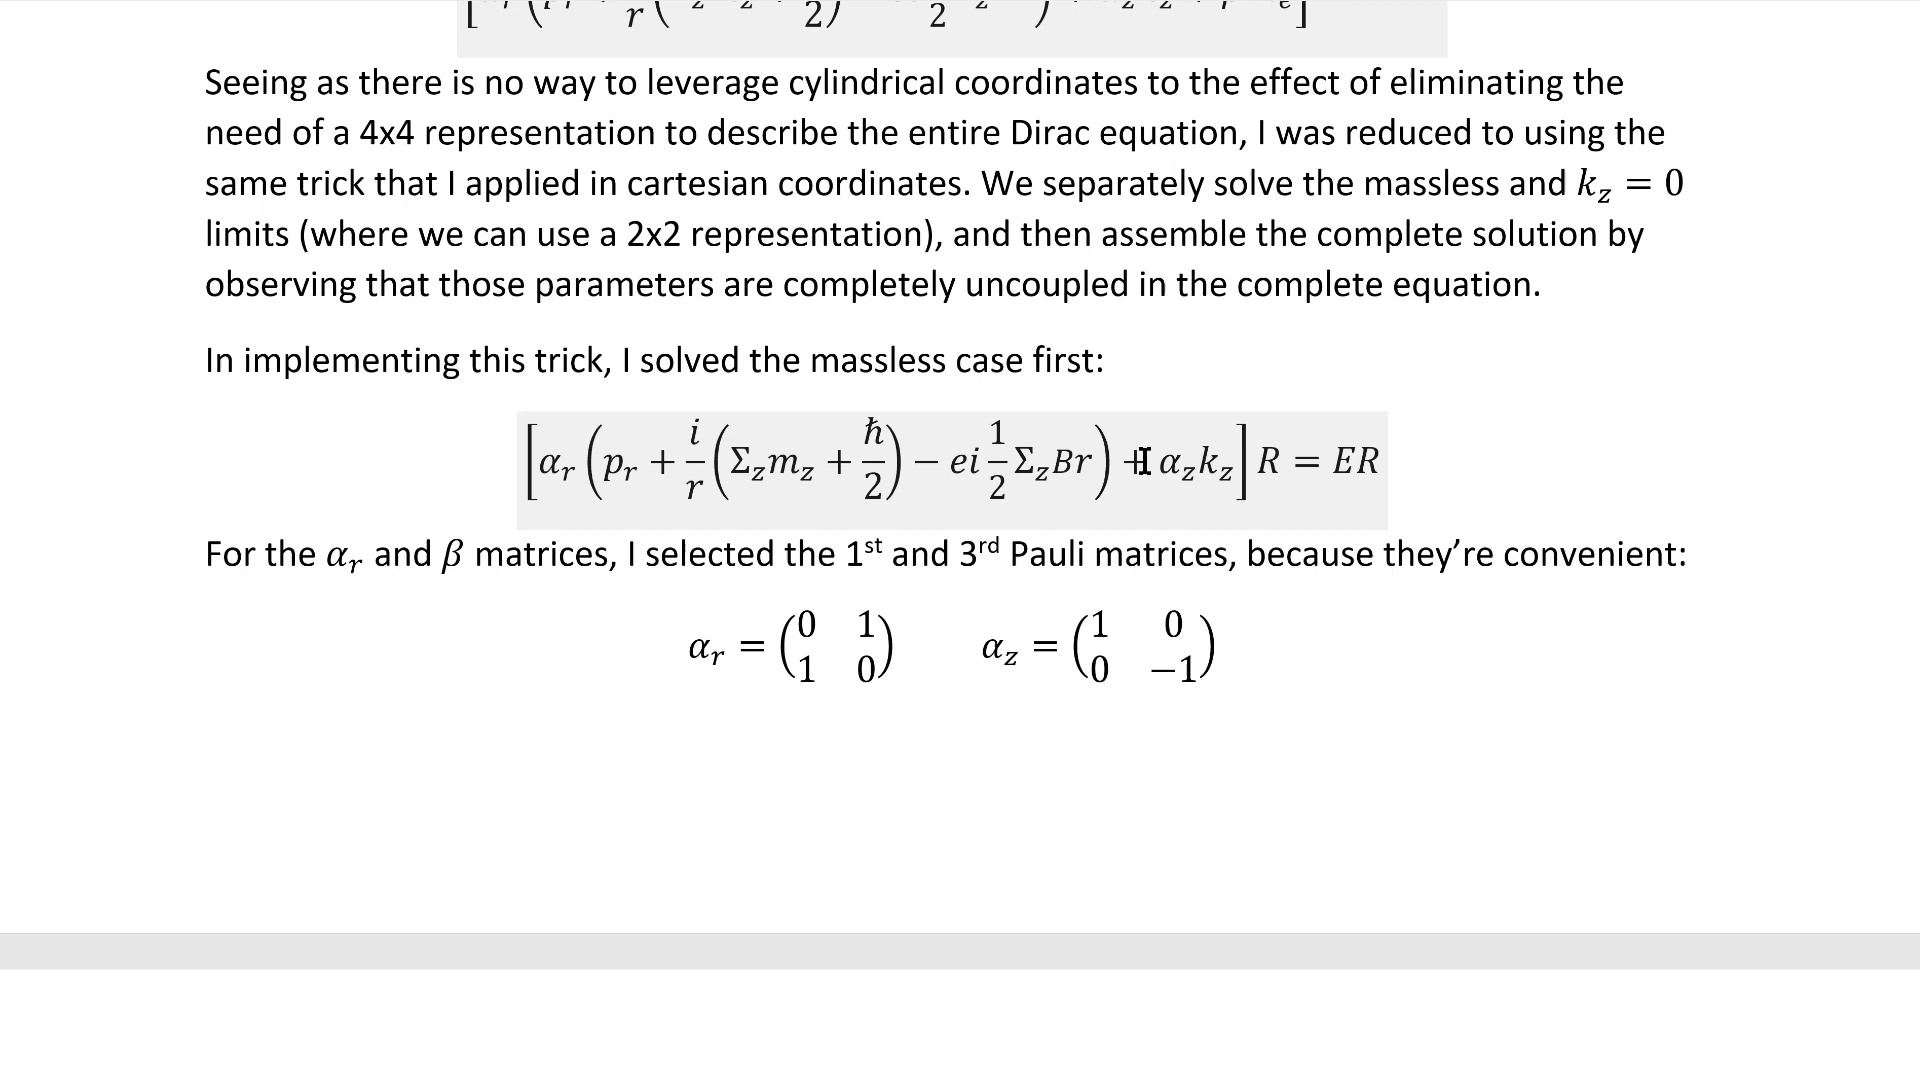 Seeing as there is no way to leverage cylindrical coordinates to the effect of eliminating the
need of a 4x4 representation to describe the entire Dirac equation, I was reduced to using the
same trick that I applied in cartesian coordinates. We separately solve the massless and k_z = 0
limits (where we can use a 2x2 representation), and then assemble the complete solution by
observing that those parameters are completely uncoupled in the complete equation.
In implementing this trick, I solved the massless case first:
[α_r (p_r + i/r (Σ_z m_z + ħ/2) − ei 1/2 Σ_z Br) + α_z k_z] R = ER
For the α_r and β matrices, I selected the 1st and 3rd Pauli matrices, because they’re convenient:
α_r = (0 1; 1 0) α_z = (1 0; 0 −1)